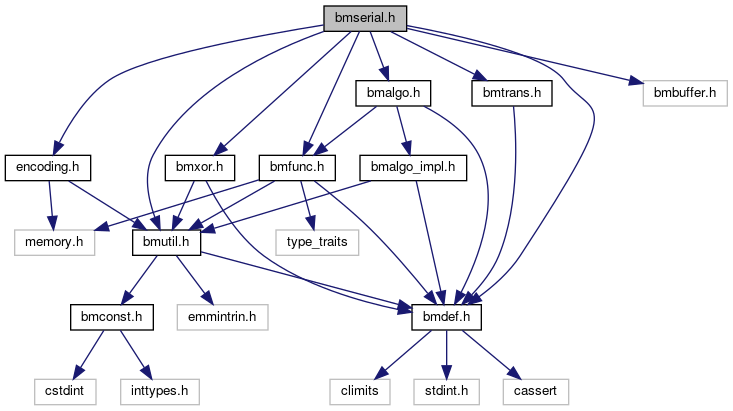 bmserial.h
bmalgo.h
bmtrans.h
bmbuffer.h
encoding.h
bmxor.h
bmfunc.h
bmalgo_impl.h
memory.h
bmutil.h
type_traits
bmconst.h
emmintrin.h
bmdef.h
cstdint
inttypes.h
climits
stdint.h
cassert